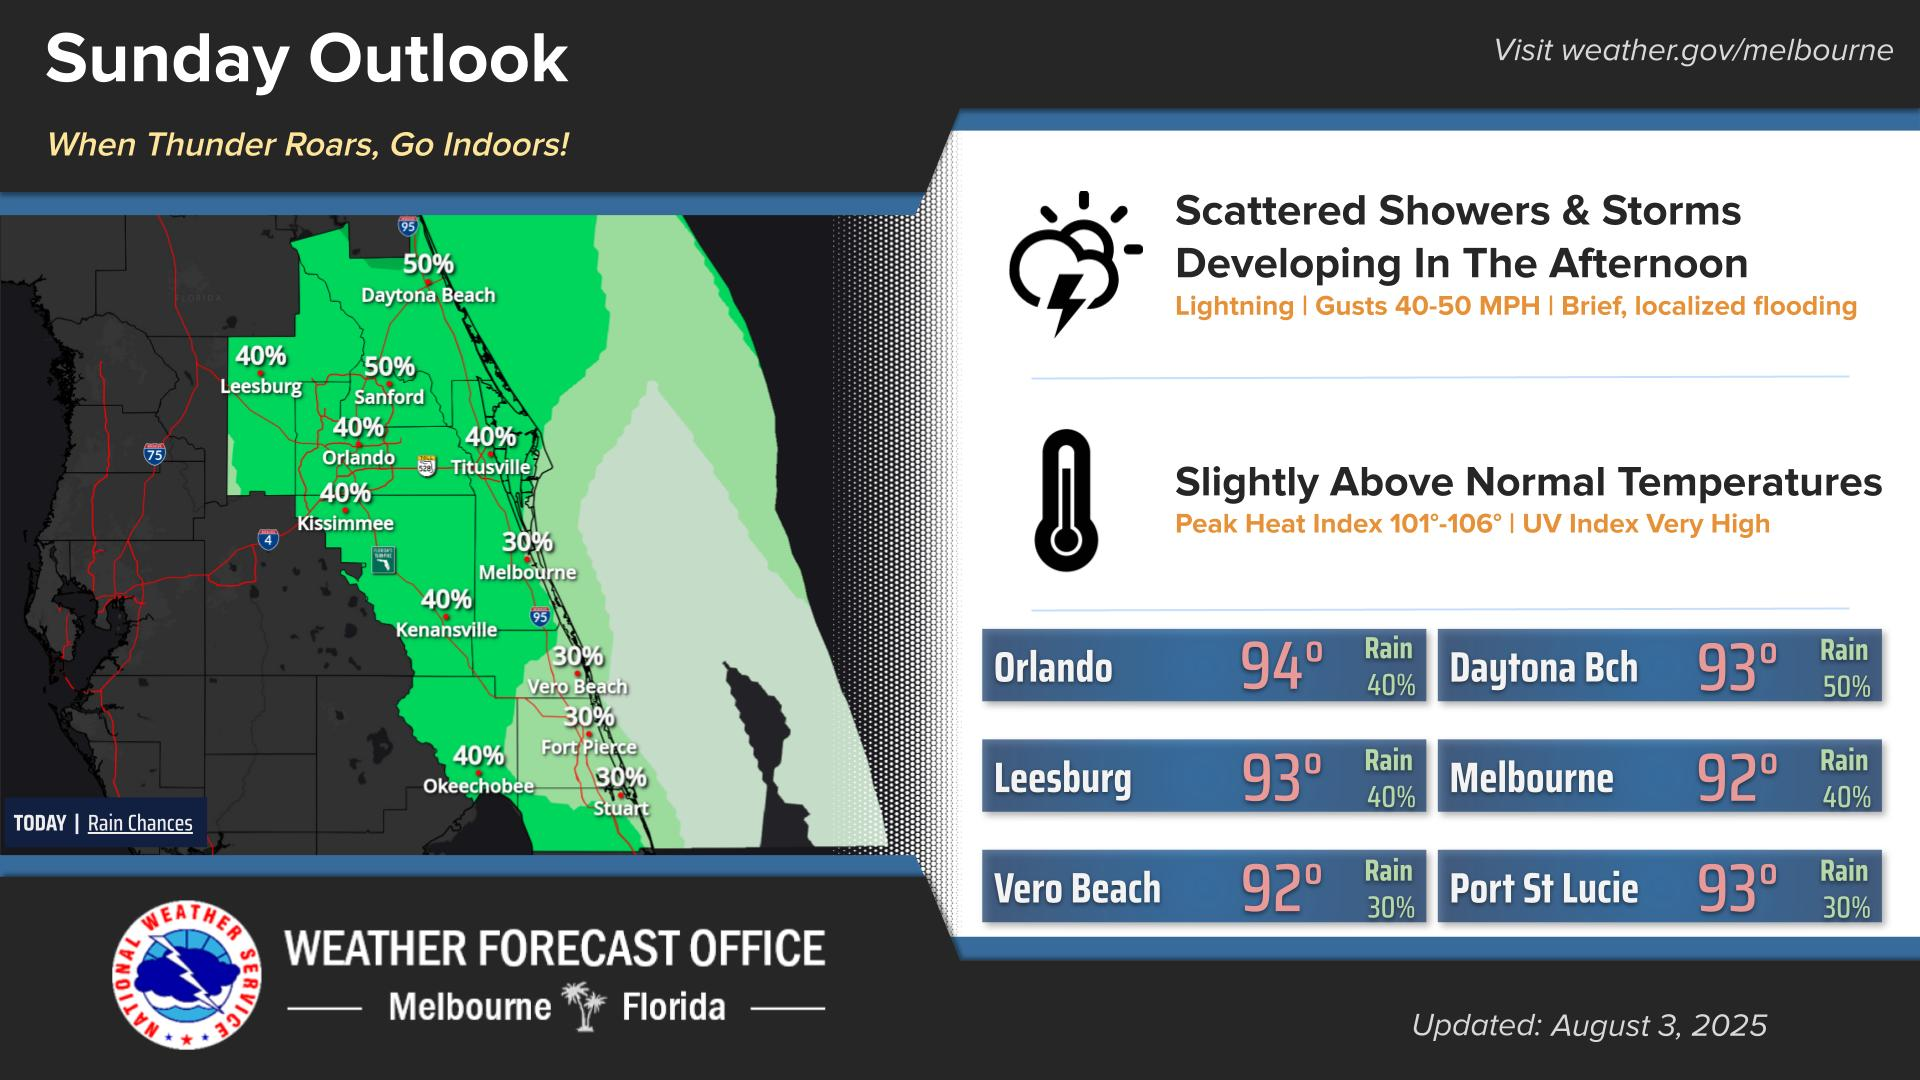 Sunday Outlook
When Thunder Roars, Go Indoors!
Visit weather.gov/melbourne
95
50%
Daytona Beach
FLORIDA
40%
Leesburg
50%
Sanford
40%
Orlando
TOLL
528
40%
Titusville
75
40%
Kissimmee
4
30%
Melbourne
40%
Kenansville
95
30%
Vero Beach
30%
Fort Pierce
40%
Okeechobee
30%
Stuart
TODAY | Rain Chances
Scattered Showers & Storms
Developing In The Afternoon
Lightning | Gusts 40-50 MPH | Brief, localized flooding
Slightly Above Normal Temperatures
Peak Heat Index 101°-106° | UV Index Very High
Orlando 94° Rain 40%
Daytona Bch 93° Rain 50%
Leesburg 93° Rain 40%
Melbourne 92° Rain 40%
Vero Beach 92° Rain 30%
Port St Lucie 93° Rain 30%
NATIONAL WEATHER SERVICE
WEATHER FORECAST OFFICE
Melbourne Florida
Updated: August 3, 2025